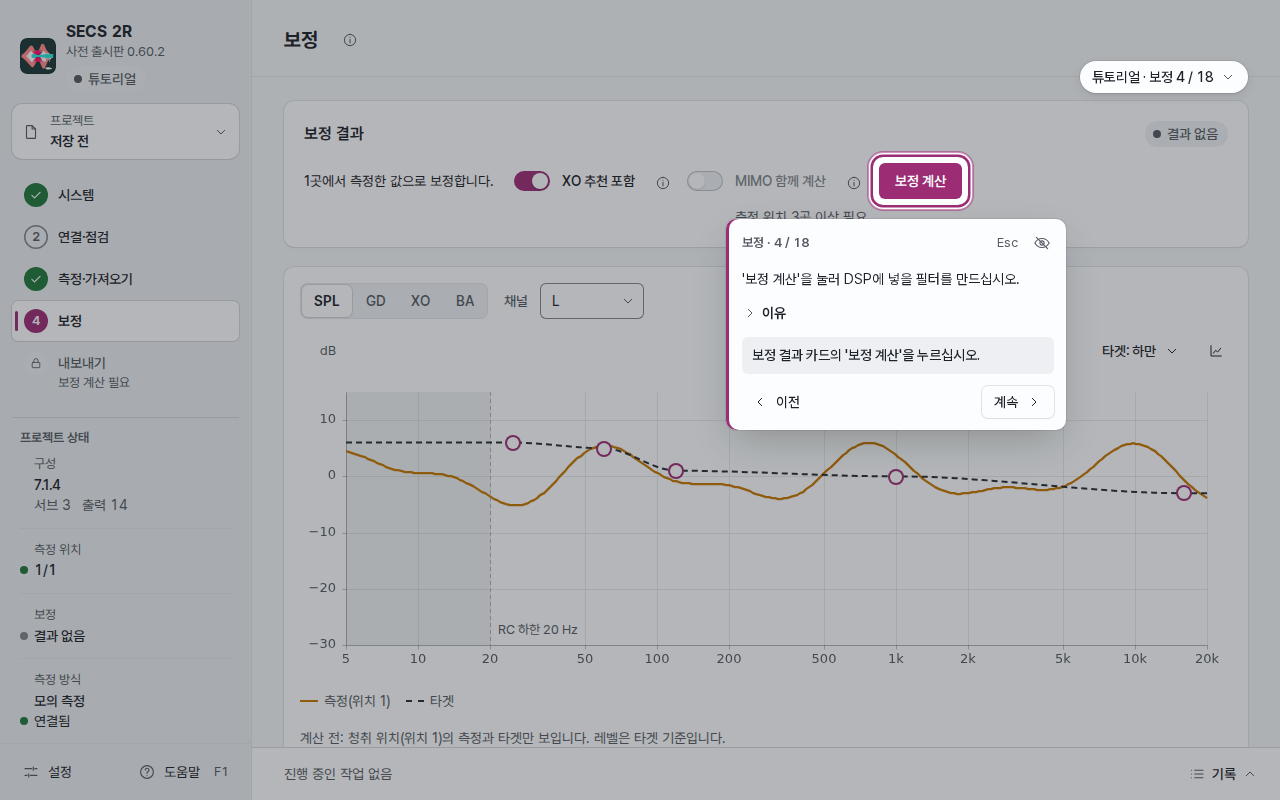 SECS 2R
사전 출시판 0.60.2
튜토리얼
프로젝트
저장 전
시스템
2 연결·점검
측정·가져오기
4 보정
내보내기
보정 계산 필요
프로젝트 상태
구성
7.1.4
서브 3 출력 14
측정 위치
1/1
보정
결과 없음
측정 방식
모의 측정
연결됨
설정
도움말 F1
보정
튜토리얼 · 보정 4 / 18
보정 결과
결과 없음
1곳에서 측정한 값으로 보정합니다.
XO 추천 포함
MIMO 함께 계산
보정 계산
측정 위치 3곳 이상 필요
보정 · 4 / 18
Esc
'보정 계산'을 눌러 DSP에 넣을 필터를 만드십시오.
이유
보정 결과 카드의 '보정 계산'을 누르십시오.
이전
계속
SPL GD XO BA 채널 L
dB
타겟: 하만
10
0
−10
−20
−30
RC 하한 20 Hz
5 10 20 50 100 200 500 1k 2k 5k 10k 20k
측정(위치 1) 타겟
계산 전: 청취 위치(위치 1)의 측정과 타겟만 보입니다. 레벨은 타겟 기준입니다.
진행 중인 작업 없음
기록